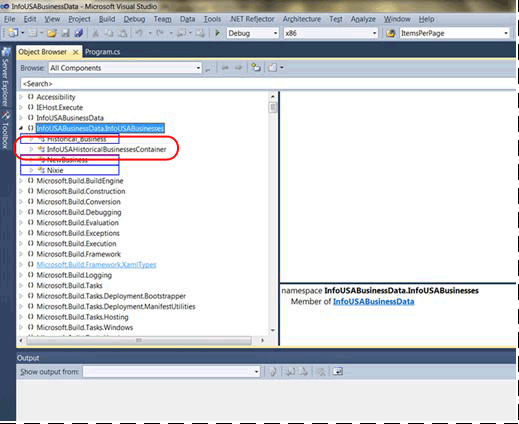 InfoUSABusinessData - Microsoft Visual Studio
File Edit View Project Build Debug Team Data Tools .NET Reflector Architecture Test Analyze Window Help
Debug x86 ItemsPerPage
Object Browser Program.cs
Browse: All Components
<Search>
Server Explorer
Toolbox
Accessibility
IEHost.Execute
InfoUSABusinessData
InfoUSABusinessData.InfoUSABusinesses
Historical_Business
InfoUSAHistoricalBusinessesContainer
NewBusiness
Nixie
Microsoft.Build.BuildEngine
Microsoft.Build.Construction
Microsoft.Build.Conversion
Microsoft.Build.Debugging
Microsoft.Build.Evaluation
Microsoft.Build.Exceptions
Microsoft.Build.Execution
Microsoft.Build.Framework
Microsoft.Build.Framework.XamlTypes
Microsoft.Build.Logging
Microsoft.Build.Tasks
Microsoft.Build.Tasks.Deployment.Bootstrapper
Microsoft.Build.Tasks.Deployment.ManifestUtilities
Microsoft.Build.Tasks.Hosting
Microsoft.Build.Tasks.Windows
namespace InfoUSABusinessData.InfoUSABusinesses
Member of InfoUSABusinessData
Output
Show output from: